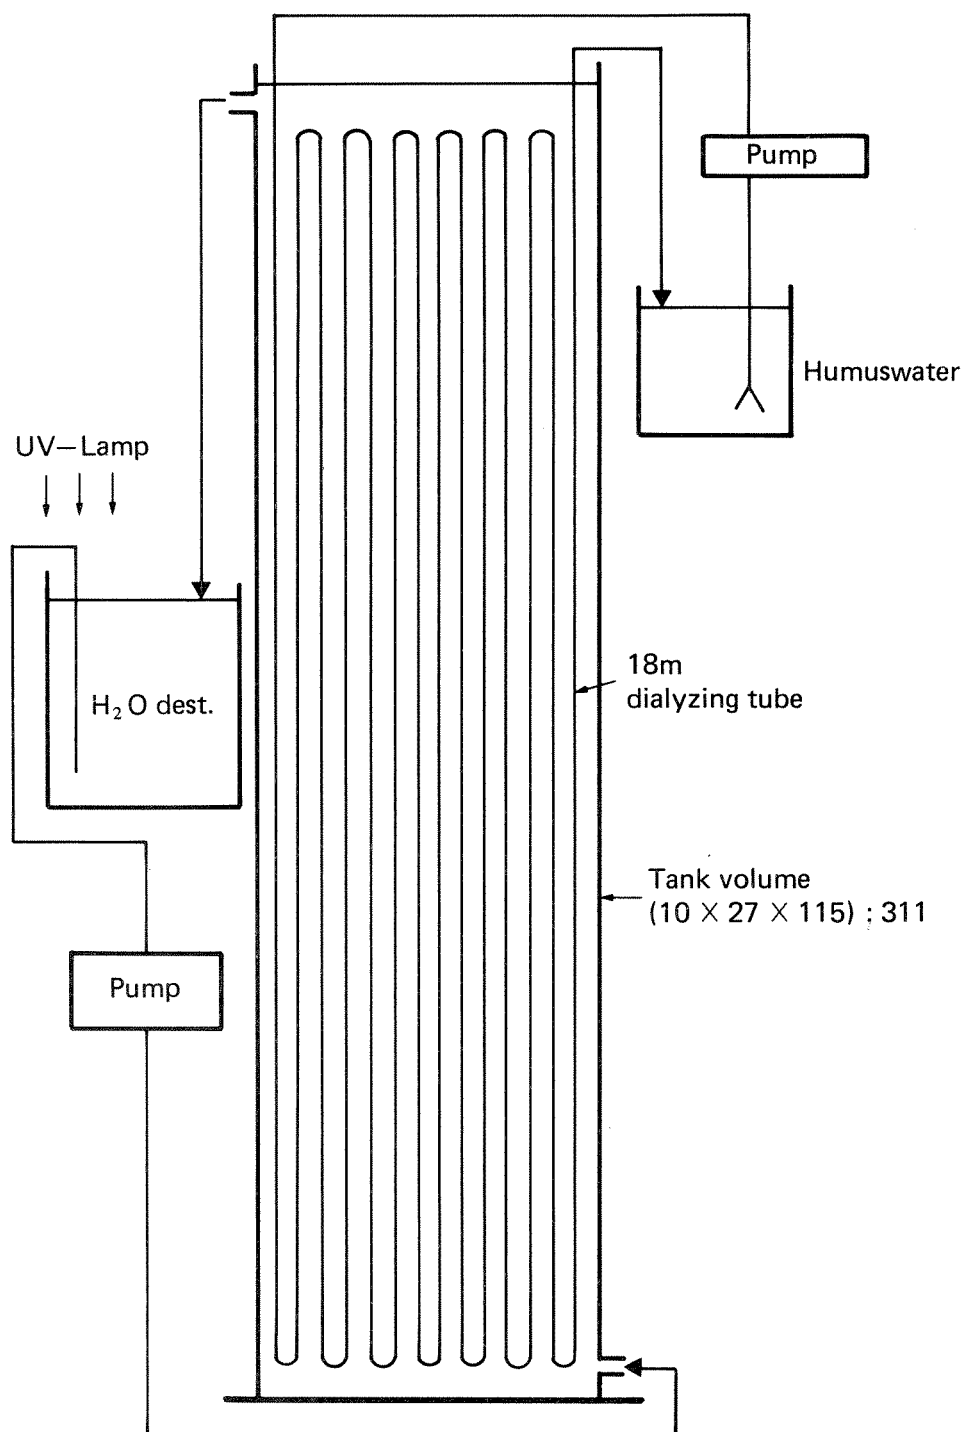 Pump
Humuswater
UV–Lamp
H₂O dest.
18m
dialyzing tube
Tank volume
(10 X 27 X 115) : 311
Pump